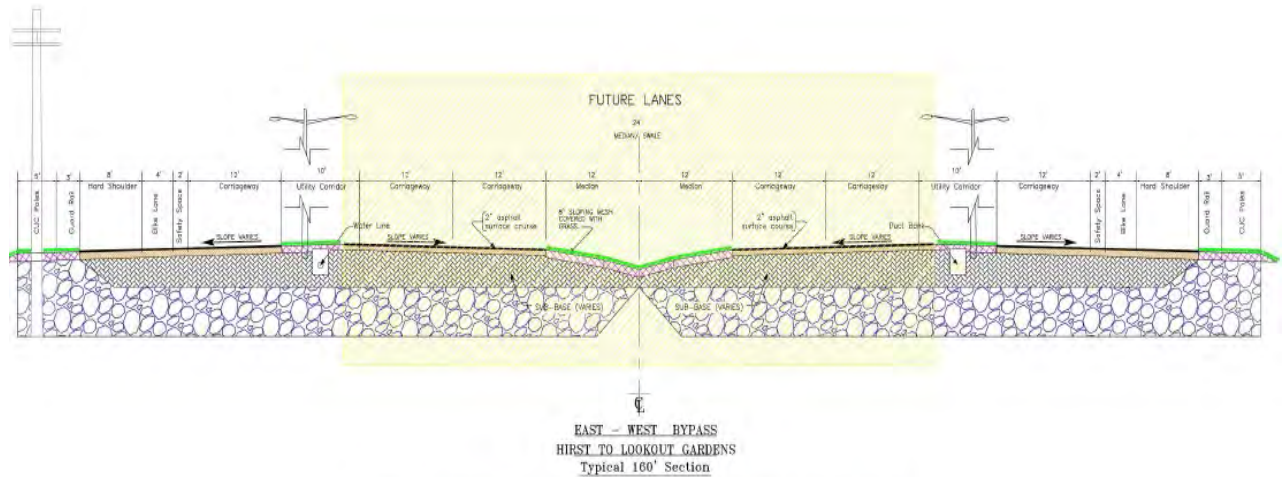 FUTURE LANES
24'
MEDIAN/ SWALE
5' 3' 8' 4' 2' 12' 10' 12' 12' 12' 12' 12' 12' 10' 12' 2' 4' 8' 3' 5'
CUC Poles
Guard Rail
Hard Shoulder
Bike Lane
Safety Space
Carriageway
Utility Corridor
Carriageway
Carriageway
Median
Median
Carriageway
Carriageway
Utility Corridor
Carriageway
Safety Space
Bike Lane
Hard Shoulder
Guard Rail
CUC Poles
SLOPE VARIES
Water Line
SLOPE VARIES
2" asphalt
surface course
6" SLOPING MESH
COVERED WITH
GRASS
2" asphalt
surface course
SLOPE VARIES
Duct Bank
SLOPE VARIES
SUB-BASE (VARIES)
SUB-BASE (VARIES)
EAST - WEST BYPASS
HIRST TO LOOKOUT GARDENS
Typical 160' Section